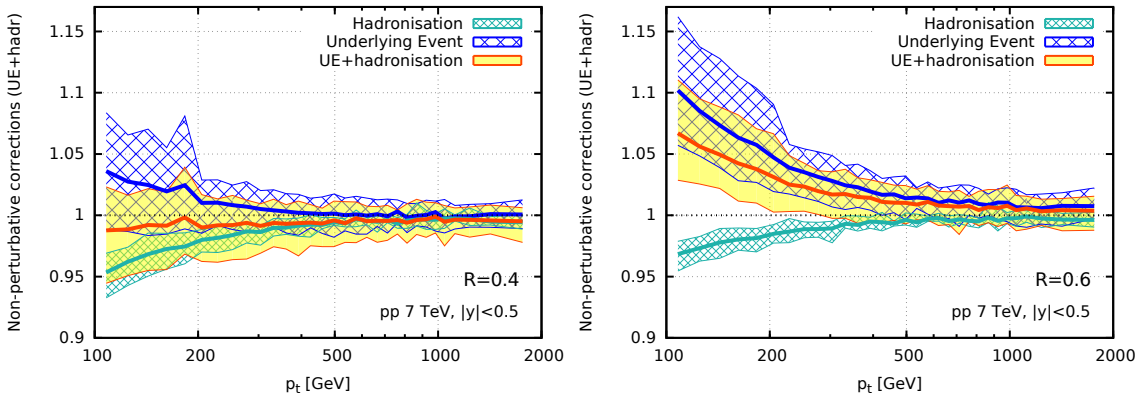 Non-perturbative corrections (UE+hadr)
1.15
1.1
1.05
1
0.95
0.9
Hadronisation
Underlying Event
UE+hadronisation
R=0.4
pp 7 TeV, |y|<0.5
100 200 500 1000 2000
pt [GeV]
Non-perturbative corrections (UE+hadr)
1.15
1.1
1.05
1
0.95
0.9
Hadronisation
Underlying Event
UE+hadronisation
R=0.6
pp 7 TeV, |y|<0.5
100 200 500 1000 2000
pt [GeV]